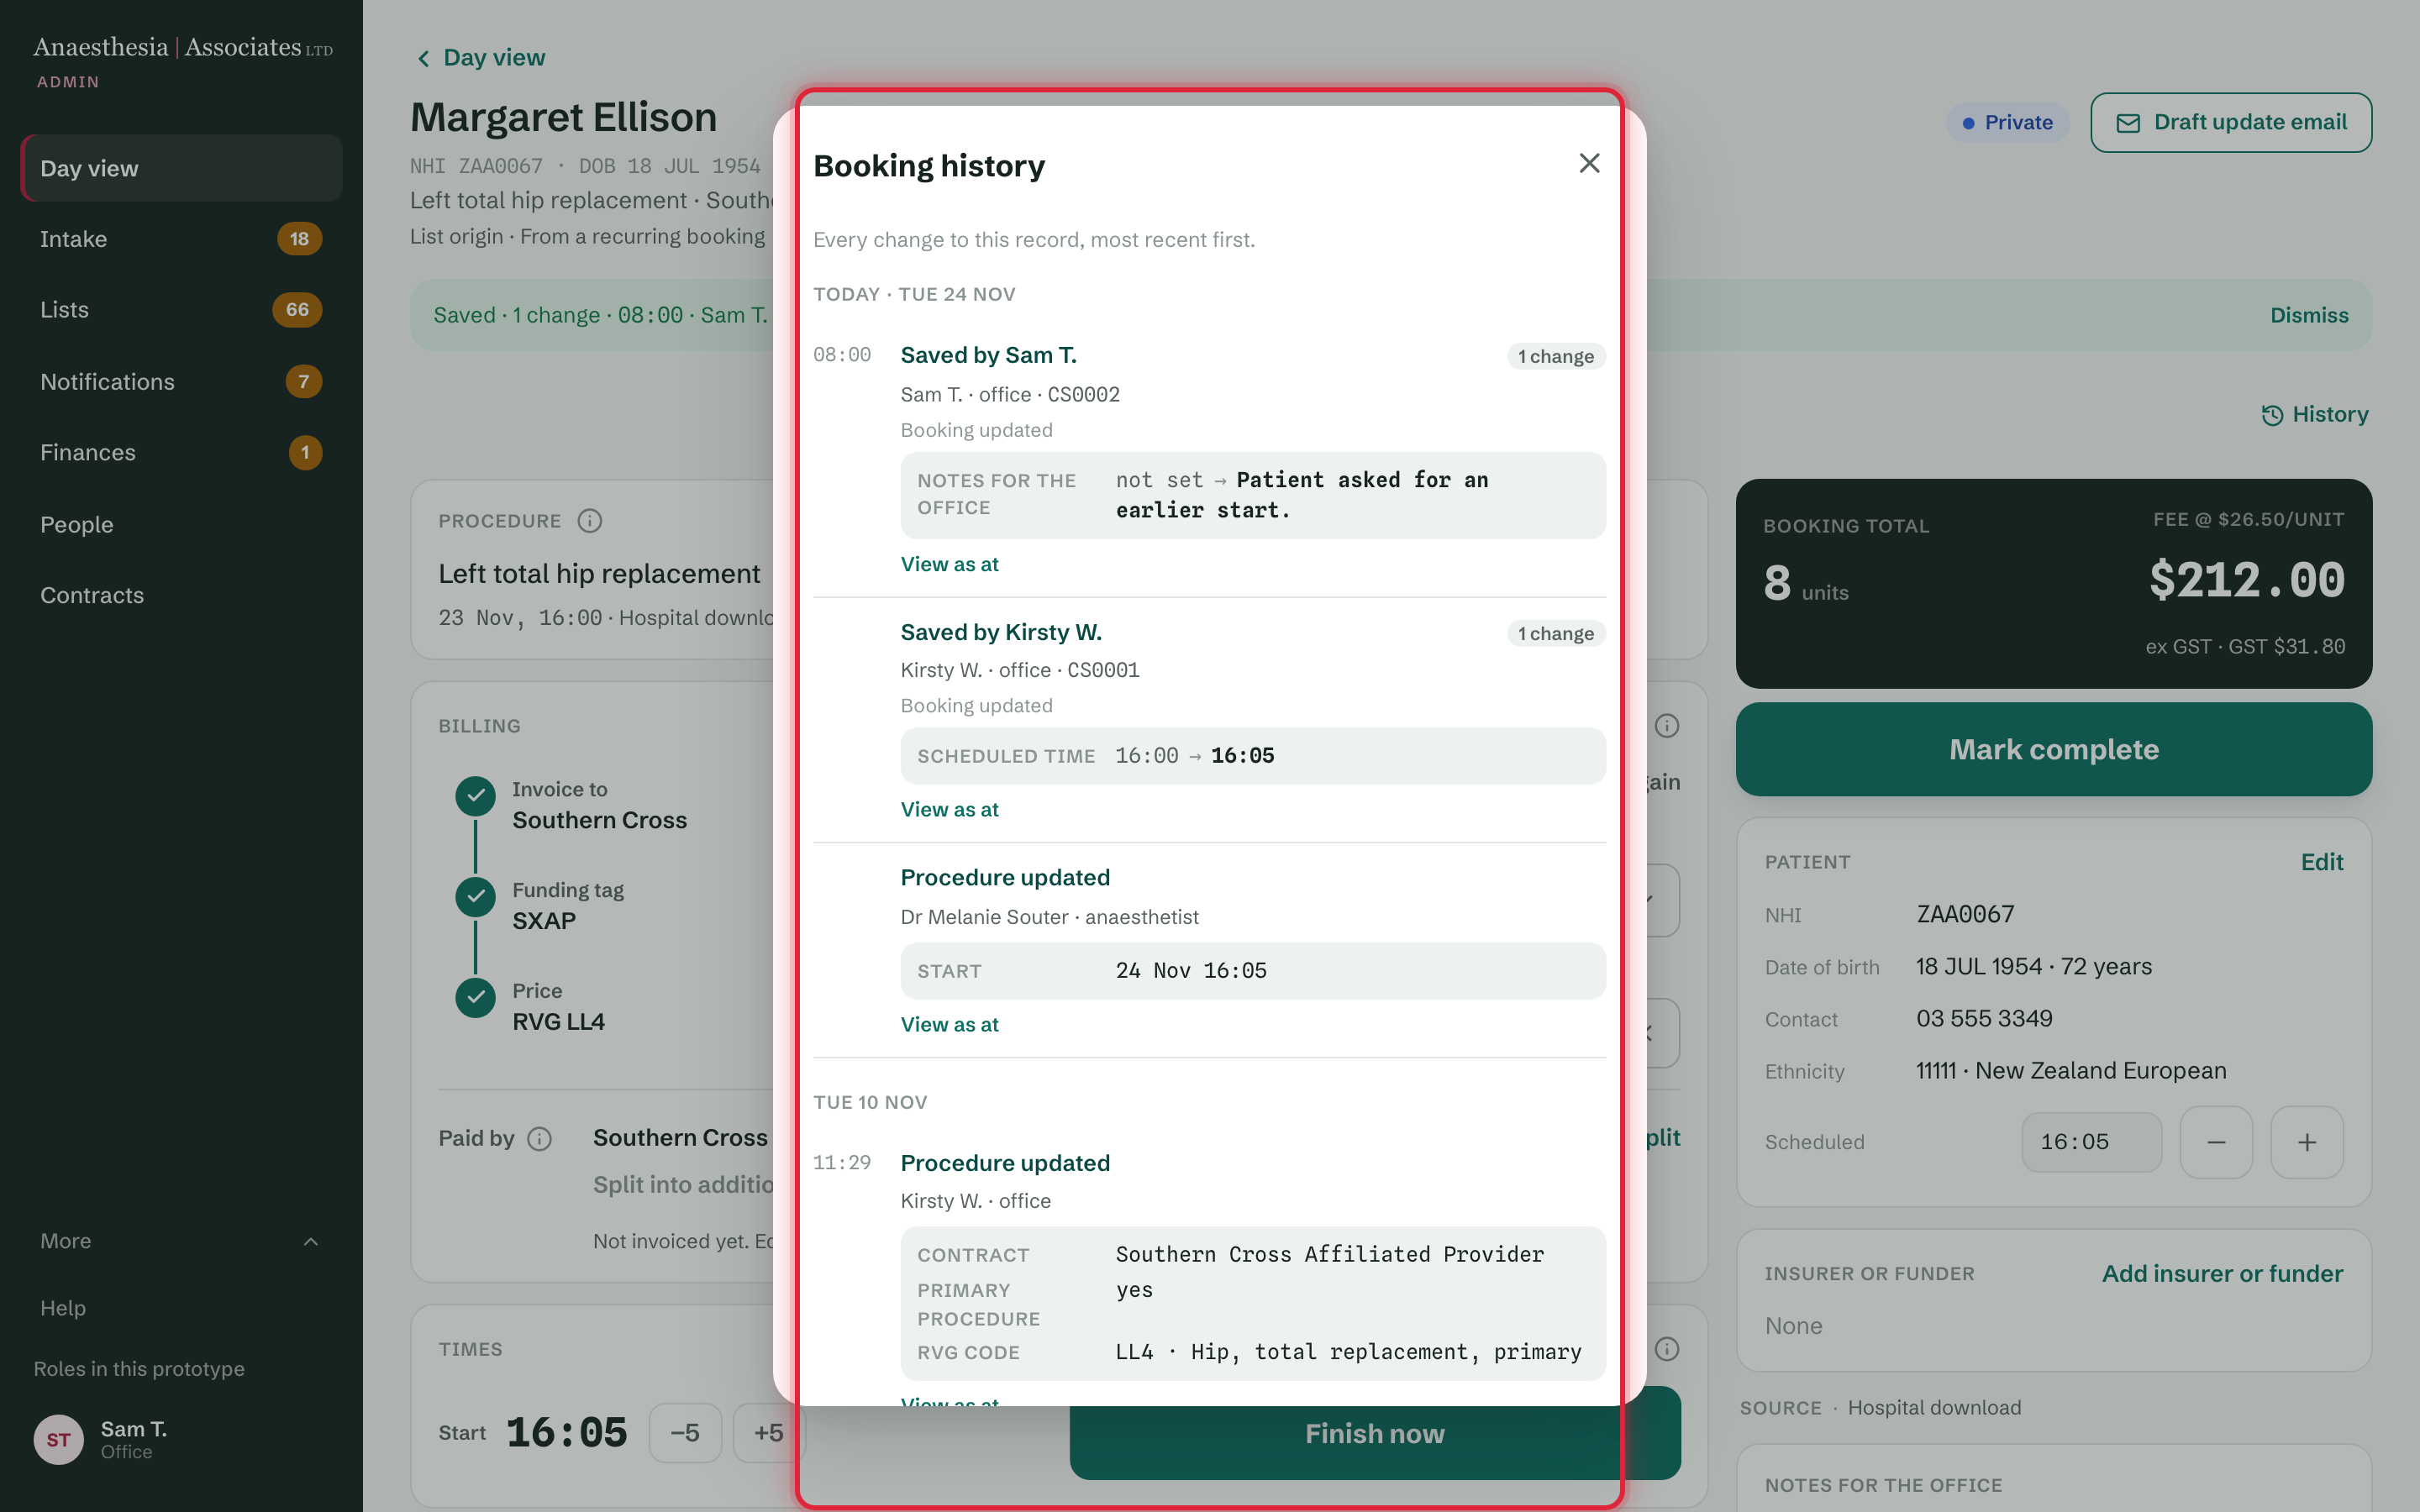 Anaesthesia | Associates LTD
ADMIN
Day view
Intake 18
Lists 66
Notifications 7
Finances 1
People
Contracts
More
Help
Roles in this prototype
ST Sam T.
Office
Day view
Margaret Ellison
NHI ZAA0067 · DOB 18 JUL 1954
Left total hip replacement · South
List origin · From a recurring booking
Private
Draft update email
Saved · 1 change · 08:00 · Sam T.
Dismiss
History
PROCEDURE
Left total hip replacement
23 Nov, 16:00 · Hospital downlo
BILLING
Invoice to
Southern Cross
Funding tag
SXAP
Price
RVG LL4
gain
Paid by
Southern Cross
plit
Split into additio
Not invoiced yet. Ed
TIMES
Start 16:05 −5 +5
Finish now
Booking history
Every change to this record, most recent first.
TODAY · TUE 24 NOV
08:00 Saved by Sam T. 1 change
Sam T. · office · CS0002
Booking updated
NOTES FOR THE OFFICE
not set → Patient asked for an
earlier start.
View as at
Saved by Kirsty W. 1 change
Kirsty W. · office · CS0001
Booking updated
SCHEDULED TIME 16:00 → 16:05
View as at
Procedure updated
Dr Melanie Souter · anaesthetist
START 24 Nov 16:05
View as at
TUE 10 NOV
11:29 Procedure updated
Kirsty W. · office
CONTRACT Southern Cross Affiliated Provider
PRIMARY PROCEDURE yes
RVG CODE LL4 · Hip, total replacement, primary
View as at
BOOKING TOTAL
FEE @ $26.50/UNIT
8 units
$212.00
ex GST · GST $31.80
Mark complete
PATIENT
Edit
NHI ZAA0067
Date of birth 18 JUL 1954 · 72 years
Contact 03 555 3349
Ethnicity 11111 · New Zealand European
Scheduled 16:05 − +
INSURER OR FUNDER
Add insurer or funder
None
SOURCE · Hospital download
NOTES FOR THE OFFICE